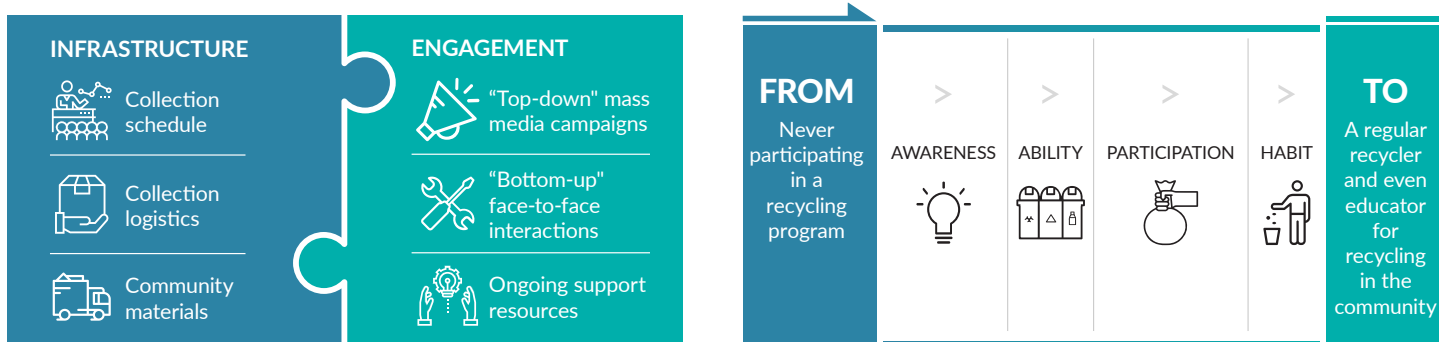 INFRASTRUCTURE
Collection
schedule
Collection
logistics
Community
materials
ENGAGEMENT
“Top-down" mass
media campaigns
“Bottom-up"
face-to-face
interactions
Ongoing support
resources
FROM
Never
participating
in a
recycling
program
>
AWARENESS
>
ABILITY
>
PARTICIPATION
>
HABIT
TO
A regular
recycler
and even
educator
for
recycling
in the
community